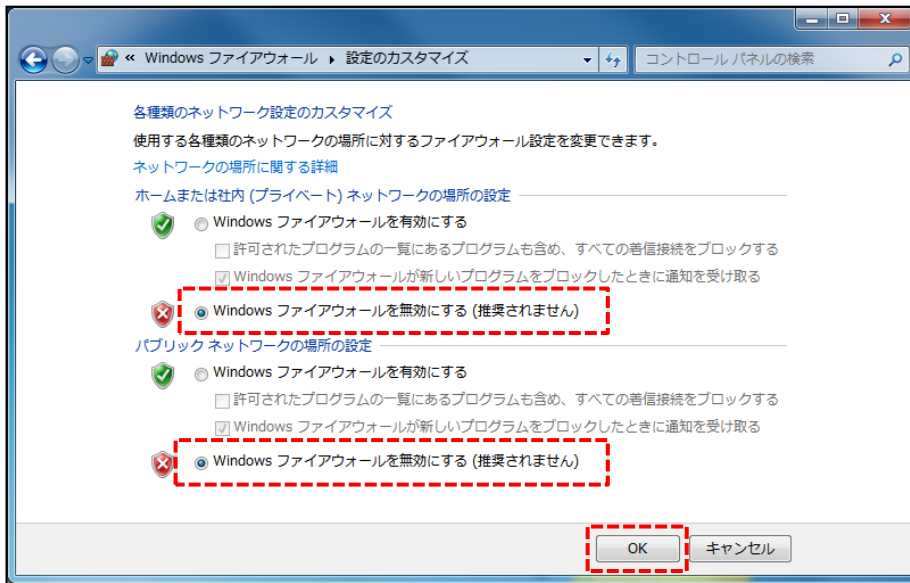 « Windows ファイアウォール ▸ 設定のカスタマイズ
コントロール パネルの検索
各種類のネットワーク設定のカスタマイズ
使用する各種類のネットワークの場所に対するファイアウォール設定を変更できます。
ネットワークの場所に関する詳細
ホームまたは社内 (プライベート) ネットワークの場所の設定
Windows ファイアウォールを有効にする
許可されたプログラムの一覧にあるプログラムも含め、すべての着信接続をブロックする
Windows ファイアウォールが新しいプログラムをブロックしたときに通知を受け取る
Windows ファイアウォールを無効にする (推奨されません)
パブリック ネットワークの場所の設定
Windows ファイアウォールを有効にする
許可されたプログラムの一覧にあるプログラムも含め、すべての着信接続をブロックする
Windows ファイアウォールが新しいプログラムをブロックしたときに通知を受け取る
Windows ファイアウォールを無効にする (推奨されません)
OK
キャンセル